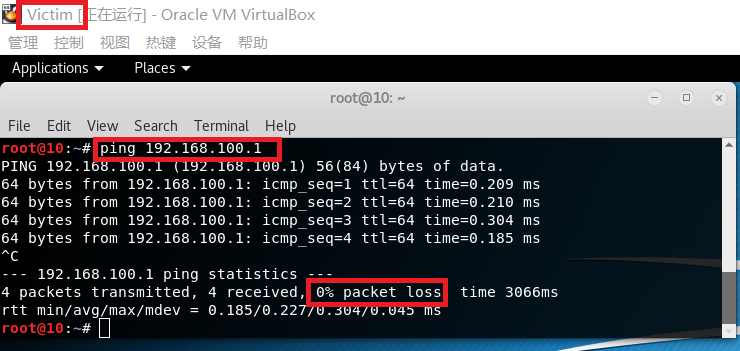 Victim [正在运行] - Oracle VM VirtualBox
管理 控制 视图 热键 设备 帮助
Applications Places
root@10: ~
File Edit View Search Terminal Help
root@10:~# ping 192.168.100.1
PING 192.168.100.1 (192.168.100.1) 56(84) bytes of data.
64 bytes from 192.168.100.1: icmp_seq=1 ttl=64 time=0.209 ms
64 bytes from 192.168.100.1: icmp_seq=2 ttl=64 time=0.210 ms
64 bytes from 192.168.100.1: icmp_seq=3 ttl=64 time=0.304 ms
64 bytes from 192.168.100.1: icmp_seq=4 ttl=64 time=0.185 ms
^C
--- 192.168.100.1 ping statistics ---
4 packets transmitted, 4 received, 0% packet loss, time 3066ms
rtt min/avg/max/mdev = 0.185/0.227/0.304/0.045 ms
root@10:~#